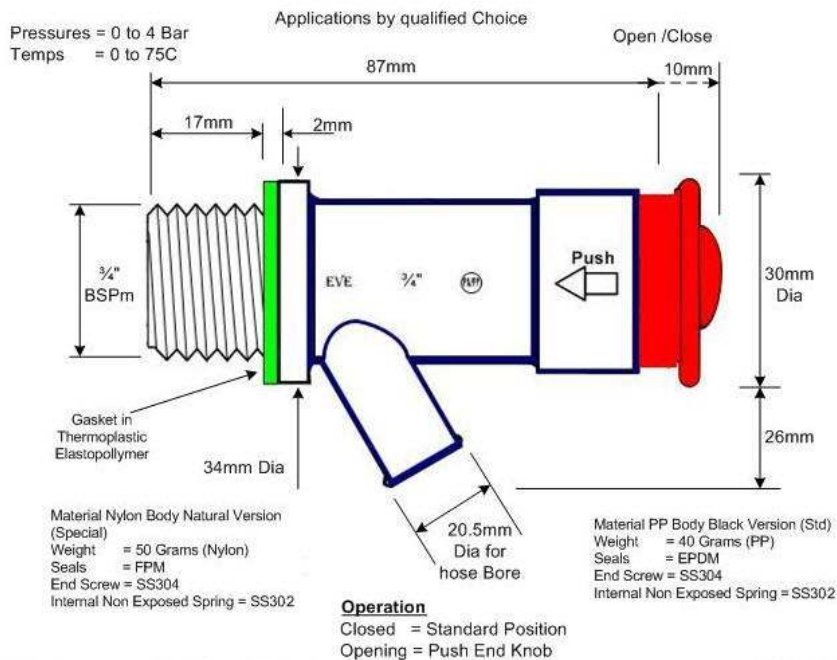 Applications by qualified Choice
Pressures = 0 to 4 Bar
Temps = 0 to 75C
Open /Close
87mm
10mm
17mm
2mm
¾"
BSPm
EVE ¾" PA/PP
Push
30mm
Dia
Gasket in
Thermoplastic
Elastopollymer
34mm Dia
26mm
20.5mm
Dia for
hose Bore
Material Nylon Body Natural Version
(Special)
Weight = 50 Grams (Nylon)
Seals = FPM
End Screw = SS304
Internal Non Exposed Spring = SS302
Material PP Body Black Version (Std)
Weight = 40 Grams (PP)
Seals = EPDM
End Screw = SS304
Internal Non Exposed Spring = SS302
Operation
Closed = Standard Position
Opening = Push End Knob